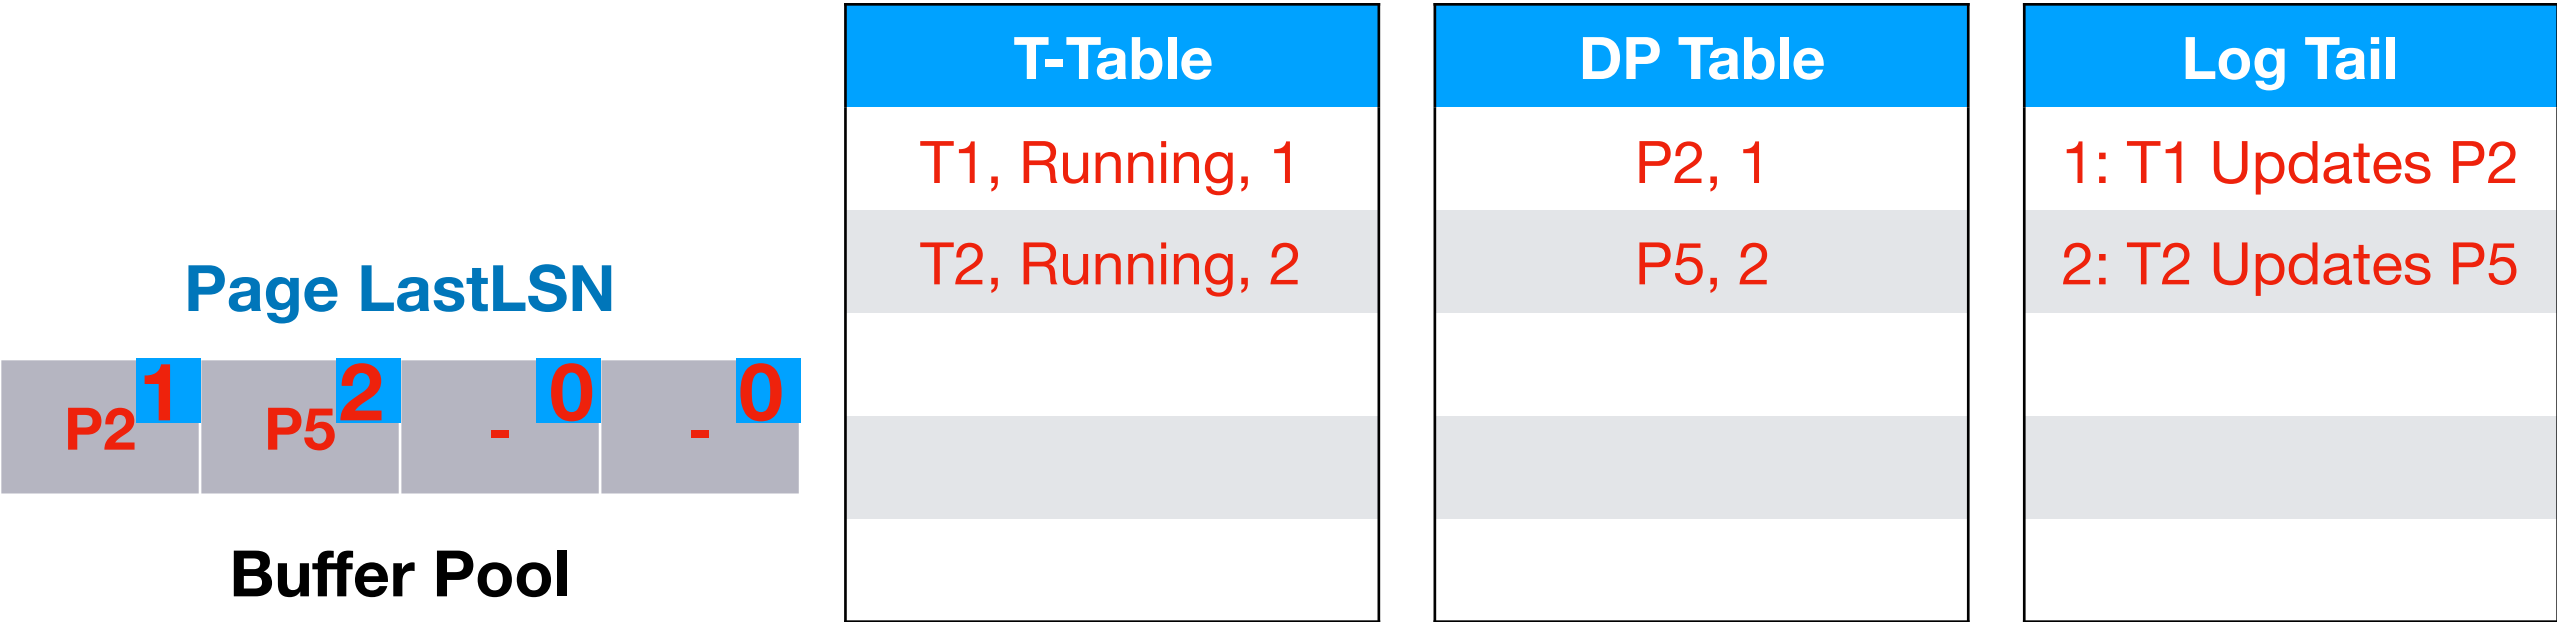 T-Table
T1, Running, 1
T2, Running, 2
DP Table
P2, 1
P5, 2
Log Tail
1: T1 Updates P2
2: T2 Updates P5
Page LastLSN
P2 1 P5 2 - 0 - 0
Buffer Pool